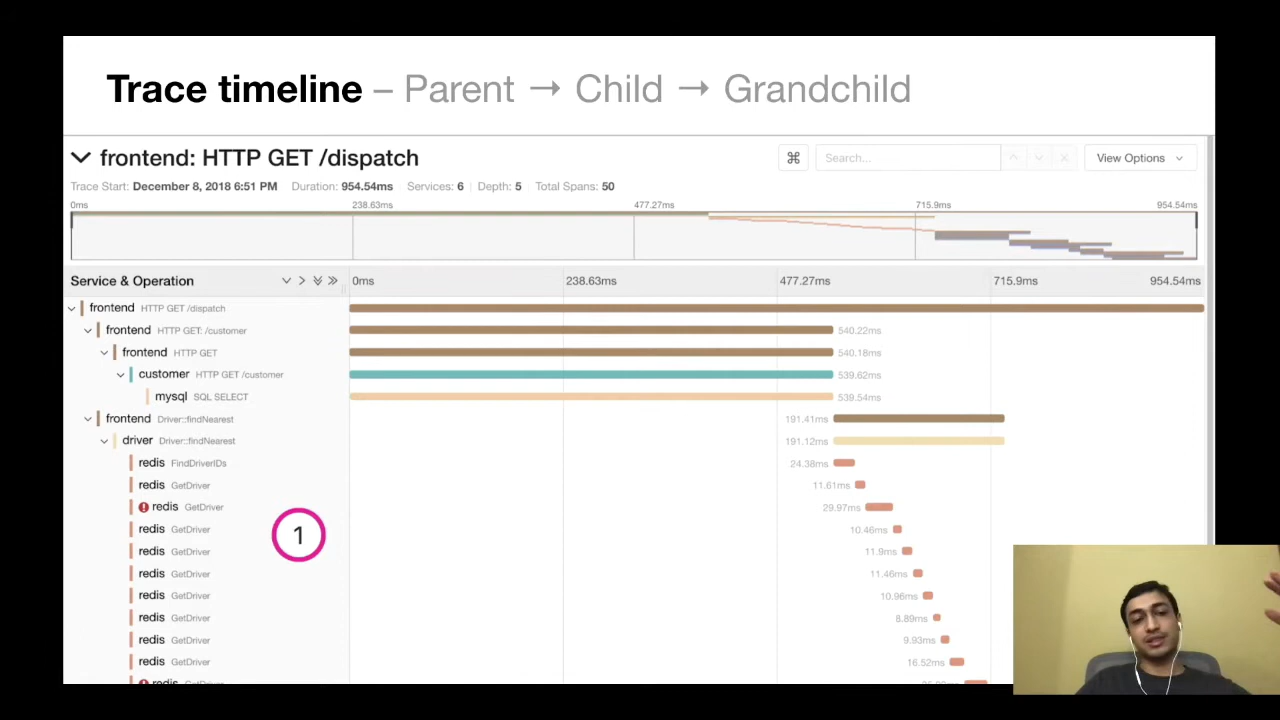 Trace timeline – Parent → Child → Grandchild
frontend: HTTP GET /dispatch
⌘ Search... View Options
Trace Start: December 8, 2018 6:51 PM Duration: 954.54ms Services: 6 Depth: 5 Total Spans: 50
0ms 238.63ms 477.27ms 715.9ms 954.54ms
Service & Operation 0ms 238.63ms 477.27ms 715.9ms 954.54ms
frontend HTTP GET /dispatch
frontend HTTP GET: /customer 540.22ms
frontend HTTP GET 540.18ms
customer HTTP GET /customer 539.62ms
mysql SQL SELECT 539.54ms
frontend Driver::findNearest 191.41ms
driver Driver::findNearest 191.12ms
redis FindDriverIDs 24.38ms
redis GetDriver 11.61ms
redis GetDriver 29.97ms
redis GetDriver 10.46ms
1
redis GetDriver 11.9ms
redis GetDriver 11.46ms
redis GetDriver 10.96ms
redis GetDriver 8.89ms
redis GetDriver 9.93ms
redis GetDriver 16.52ms
redis GetDriver